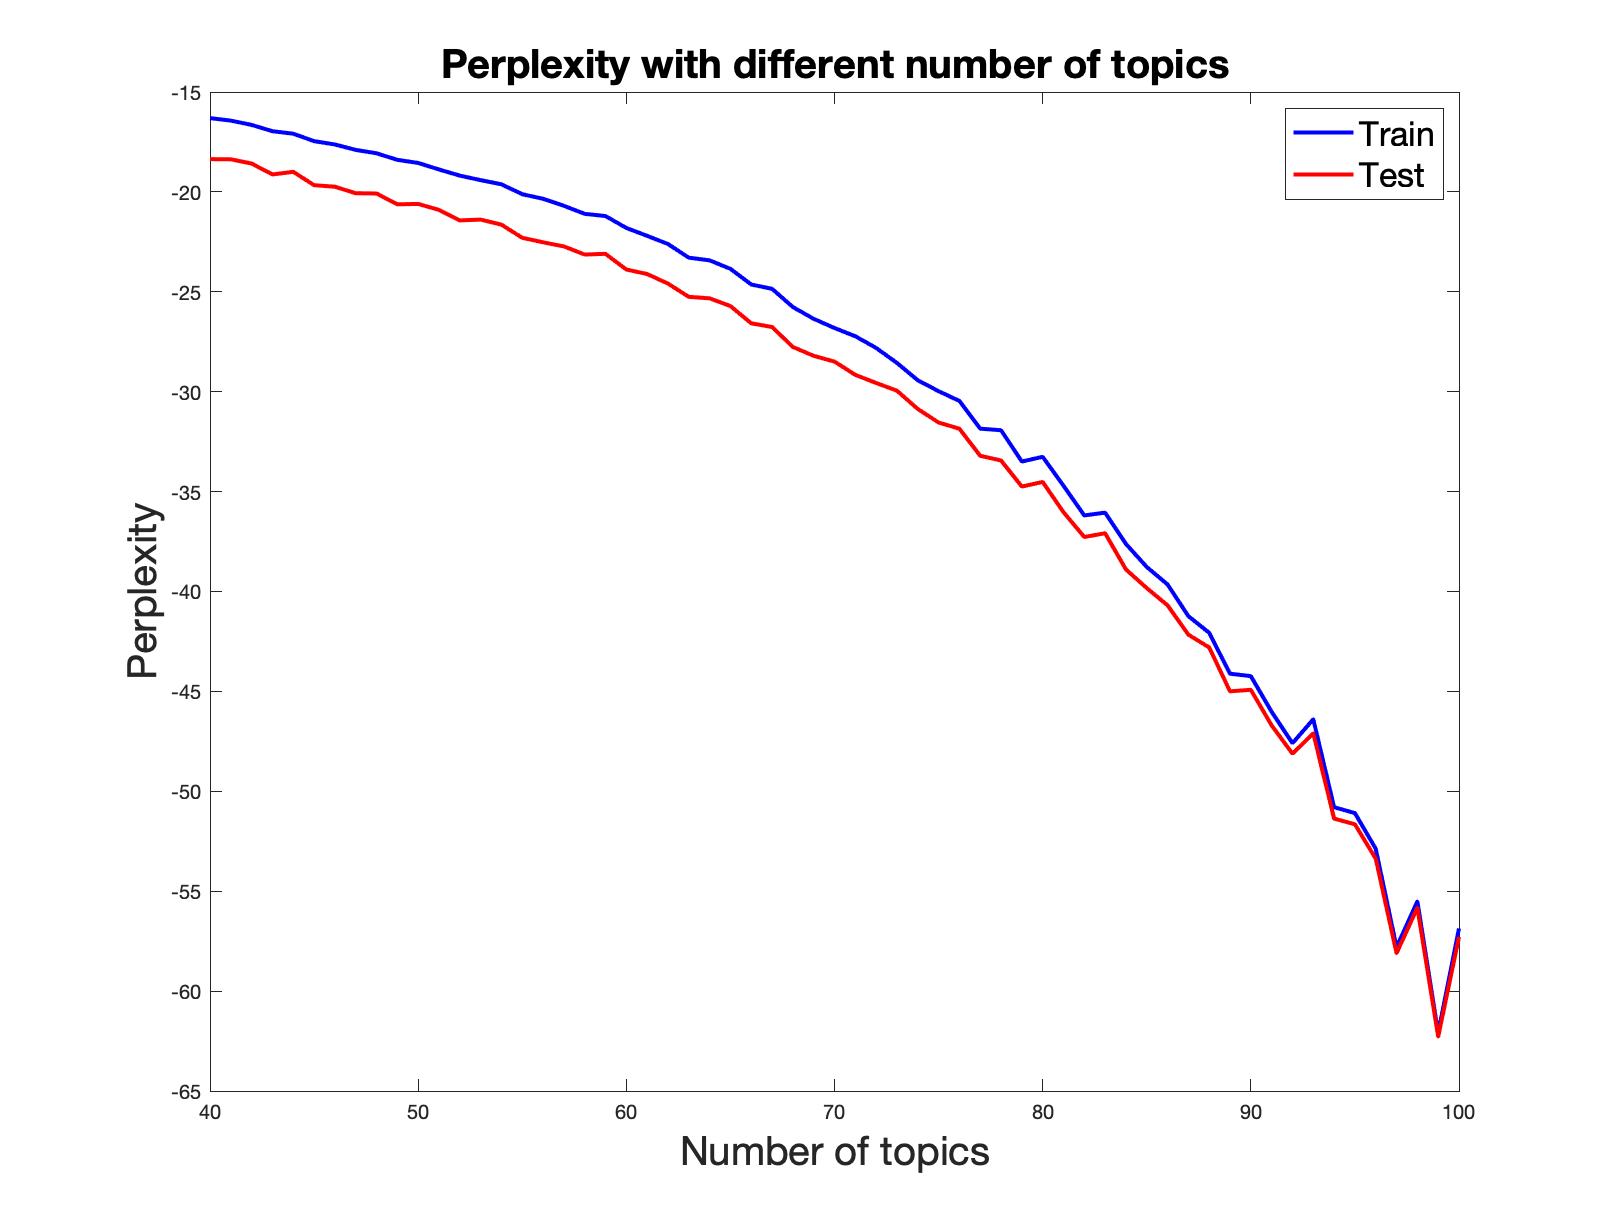 Perplexity with different number of topics
-15
-20
-25
-30
-35
-40
-45
-50
-55
-60
-65
Perplexity
Train
Test
40 50 60 70 80 90 100
Number of topics